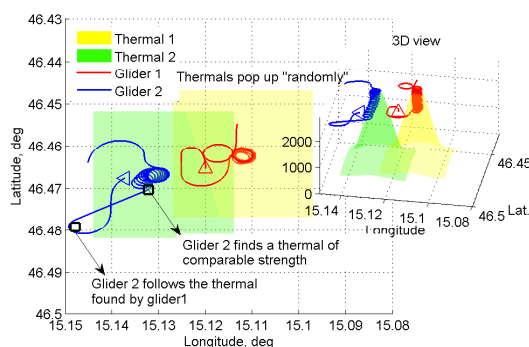 46.43
46.44
46.45
46.46
46.47
46.48
46.49
46.5
Latitude, deg
15.15
15.14
15.13
15.12
15.11
15.1
15.09
15.08
Longitude, deg
Thermal 1
Thermal 2
Glider 1
Glider 2
Thermals pop up "randomly"
Glider 2 finds a thermal of
comparable strength
Glider 2 follows the thermal
found by glider1
3D view
2000
1000
0
15.14
15.12
15.1
15.08
Longitude
46.45
46.5
Lat.